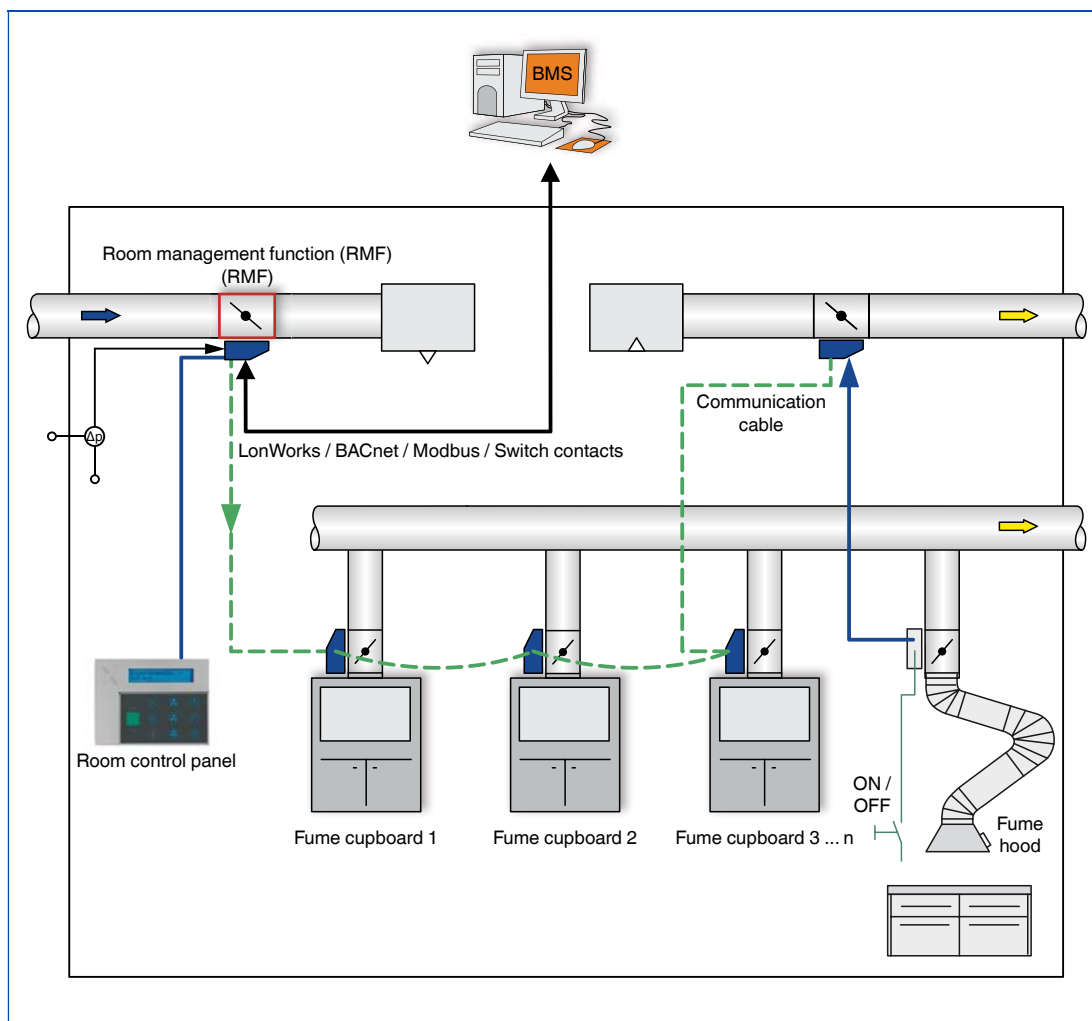 BMS
Room management function (RMF)
(RMF)
Communication
cable
Δp
LonWorks / BACnet / Modbus / Switch contacts
Room control panel
ON /
OFF
Fume
hood
Fume cupboard 1
Fume cupboard 2
Fume cupboard 3 ... n